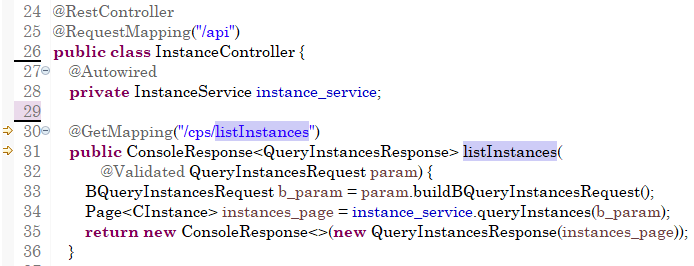 24 @RestController
25 @RequestMapping("/api")
26 public class InstanceController {
27 @Autowired
28 private InstanceService instance_service;
29
30 @GetMapping("/cps/listInstances")
31 public ConsoleResponse<QueryInstancesResponse> listInstances(
32 @Validated QueryInstancesRequest param) {
33 BQueryInstancesRequest b_param = param.buildBQueryInstancesRequest();
34 Page<CInstance> instances_page = instance_service.queryInstances(b_param);
35 return new ConsoleResponse<>(new QueryInstancesResponse(instances_page));
36 }